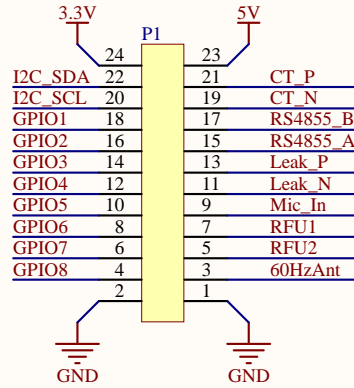 3.3V 5V
P1
24 23
I2C_SDA 22 21 CT_P
I2C_SCL 20 19 CT_N
GPIO1 18 17 RS4855_B
GPIO2 16 15 RS4855_A
GPIO3 14 13 Leak_P
GPIO4 12 11 Leak_N
GPIO5 10 9 Mic_In
GPIO6 8 7 RFU1
GPIO7 6 5 RFU2
GPIO8 4 3 60HzAnt
2 1
GND GND